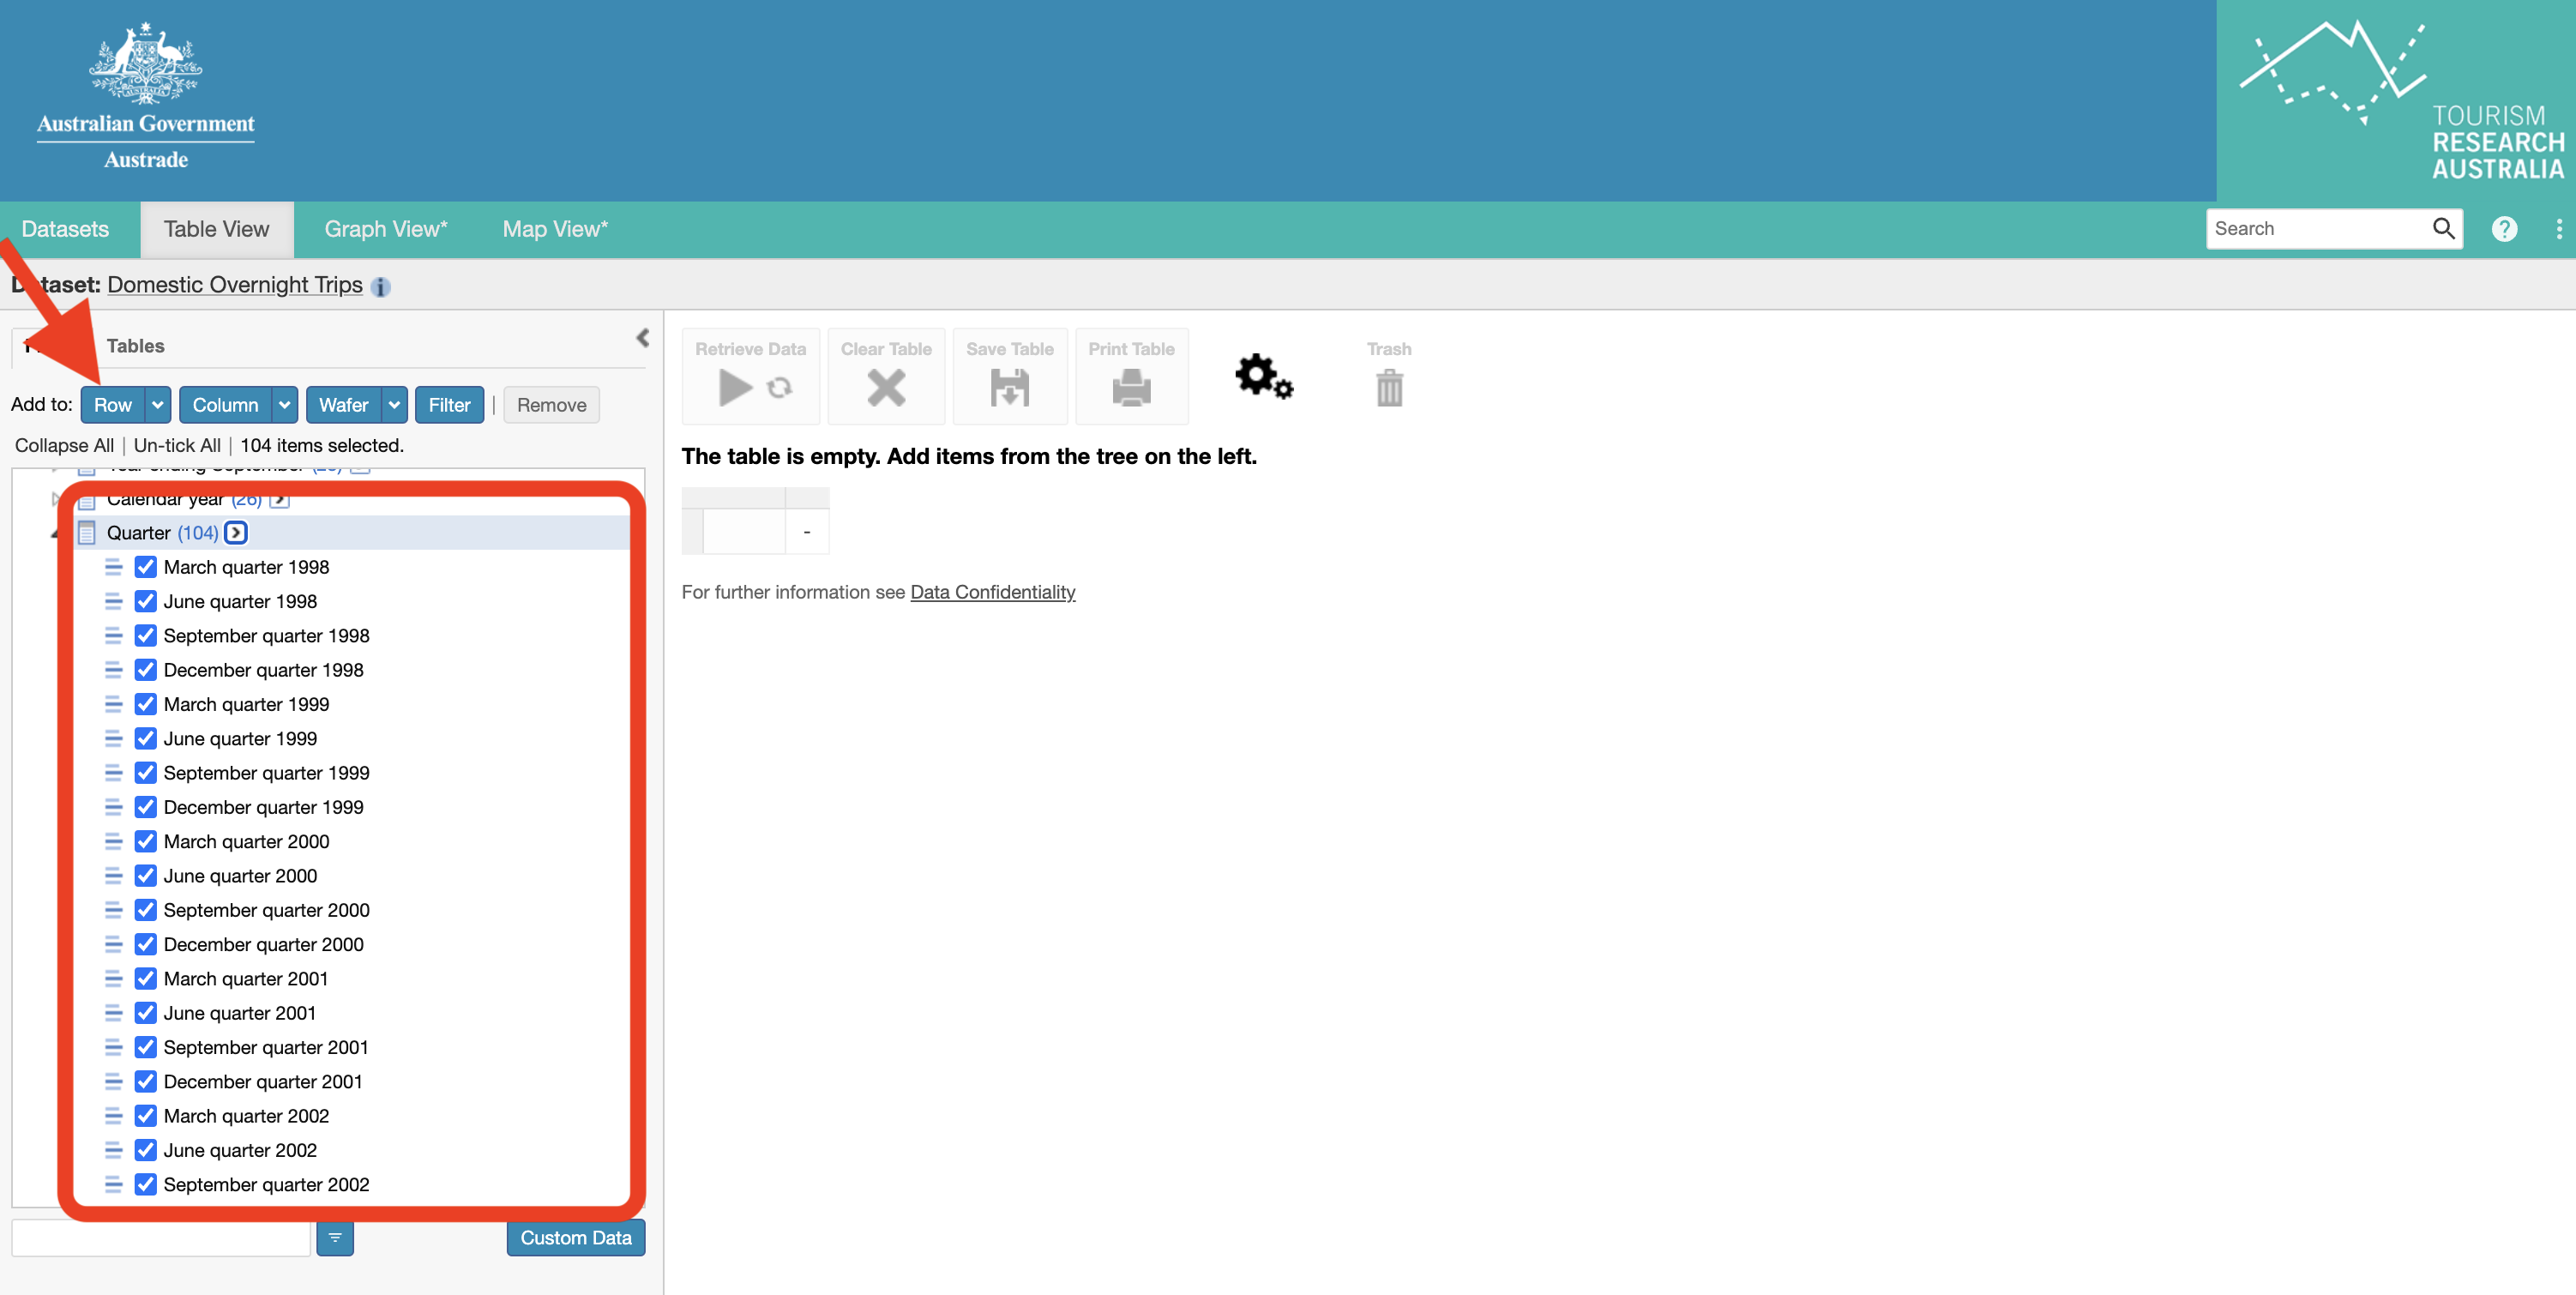 Australian Government
Austrade
TOURISM
RESEARCH
AUSTRALIA
Datasets
Table View
Graph View*
Map View*
Search
Dataset: Domestic Overnight Trips
Tables
Add to: Row Column Wafer Filter | Remove
Collapse All | Un-tick All | 104 items selected.
Year ending September (26)
Calendar year (26)
Quarter (104)
March quarter 1998
June quarter 1998
September quarter 1998
December quarter 1998
March quarter 1999
June quarter 1999
September quarter 1999
December quarter 1999
March quarter 2000
June quarter 2000
September quarter 2000
December quarter 2000
March quarter 2001
June quarter 2001
September quarter 2001
December quarter 2001
March quarter 2002
June quarter 2002
September quarter 2002
Custom Data
Retrieve Data
Clear Table
Save Table
Print Table
Trash
The table is empty. Add items from the tree on the left.
-
For further information see Data Confidentiality